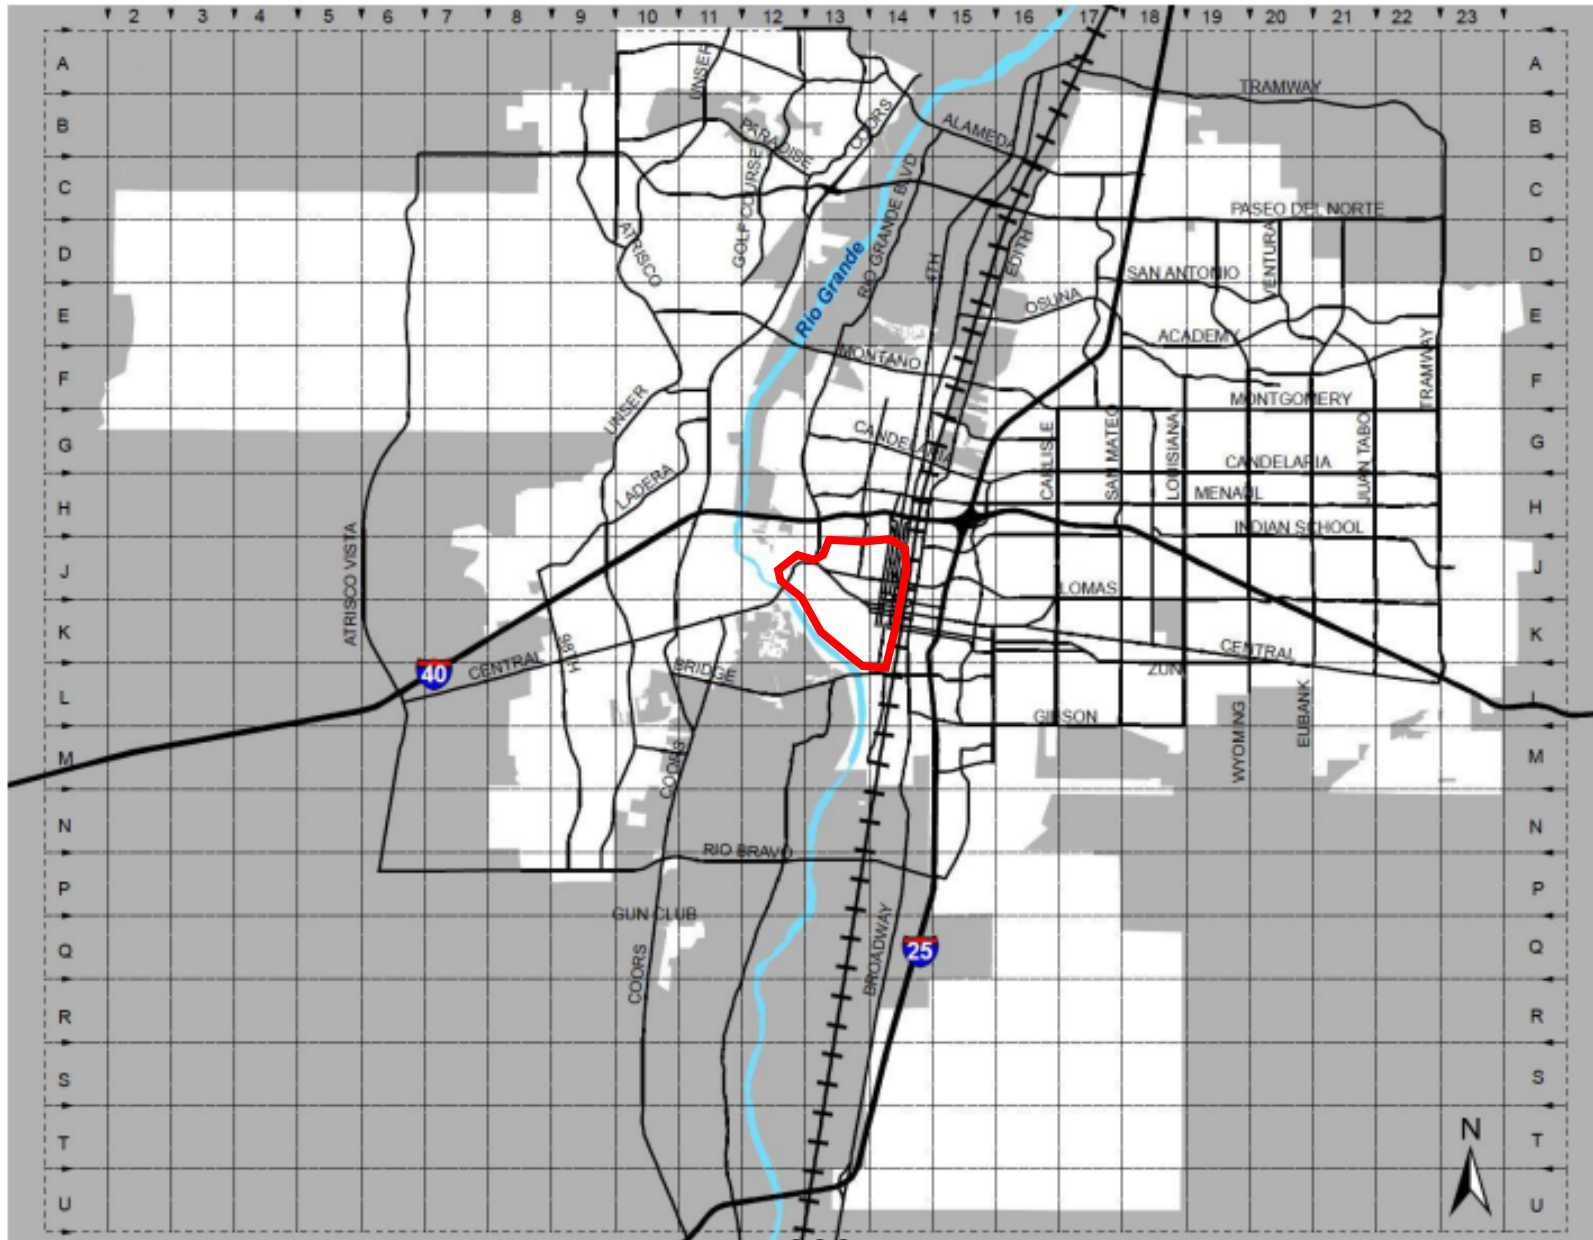 2 3 4 5 6 7 8 9 10 11 12 13 14 15 16 17 18 19 20 21 22 23
A UNSER TRAMWAY A
B PARADISE COORS ALAMEDA B
C GOLF COURSE RIO GRANDE BLVD C
PASEO DEL NORTE
D ATRISCO Rio Grande 4TH EDITH SAN ANTONIO VENTURA D
E OSUNA ACADEMY E
MONTANO
F UNSER MONTGOMERY TRAMWAY F
G CANDELARIA CARLISLE SAN MATEO LOUISIANA CANDELARIA JUAN TABO G
LADERA MENAUL
H INDIAN SCHOOL H
J ATRISCO VISTA LOMAS J
K 98TH CENTRAL K
40 CENTRAL BRIDGE ZUNI
L GIBSON WYOMING EUBANK L
M COORS M
N N
RIO BRAVO
P P
GUN CLUB
Q COORS BROADWAY 25 Q
R R
S S
T N T
U U